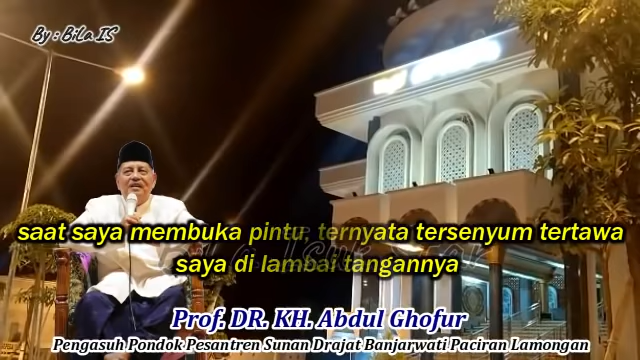 By : BiLa IS
saat saya membuka pintu, ternyata tersenyum tertawa
saya di lambai tangannya
Prof. DR. KH. Abdul Ghofur
Pengasuh Pondok Pesantren Sunan Drajat Banjarwati Paciran Lamongan